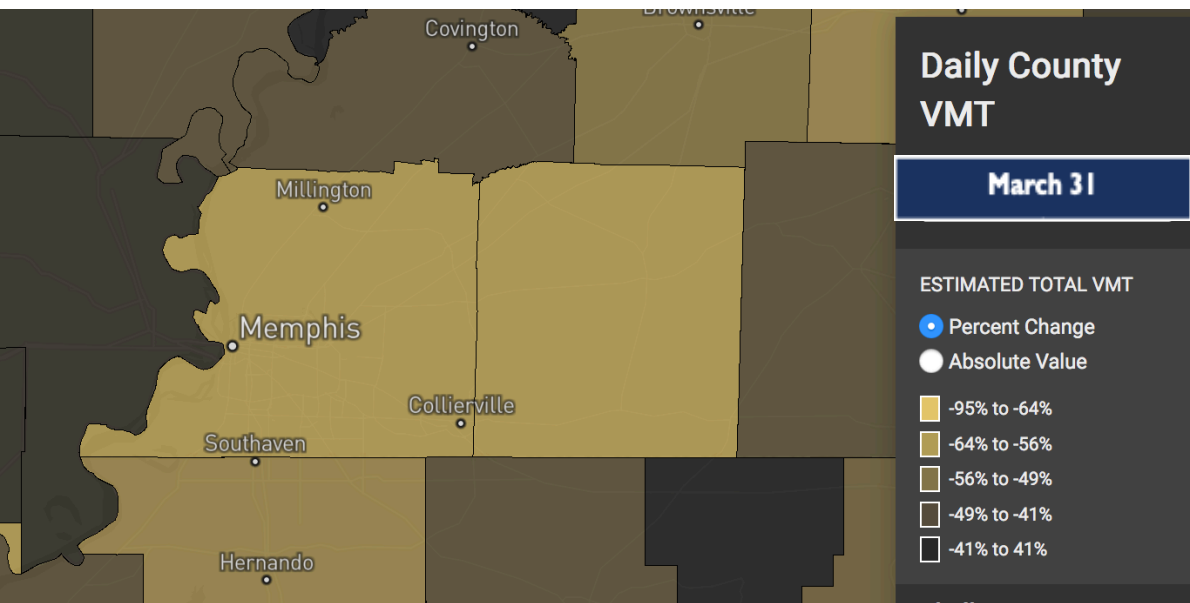 Brownsville
Covington
Millington
Memphis
Collierville
Southaven
Hernando
Daily County
VMT
March 31
ESTIMATED TOTAL VMT
Percent Change
Absolute Value
-95% to -64%
-64% to -56%
-56% to -49%
-49% to -41%
-41% to 41%